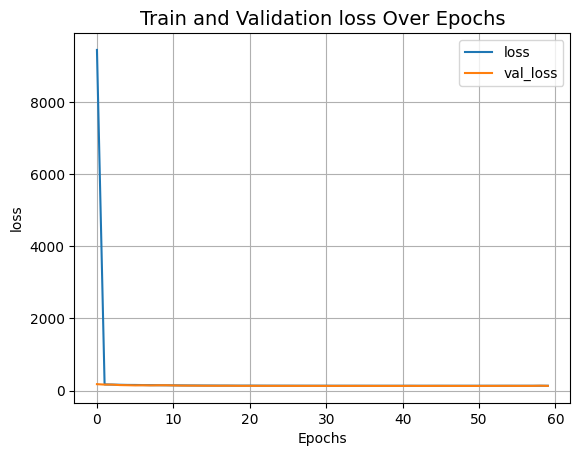 Train and Validation loss Over Epochs
loss
val_loss
8000
6000
4000
2000
0
loss
0 10 20 30 40 50 60
Epochs